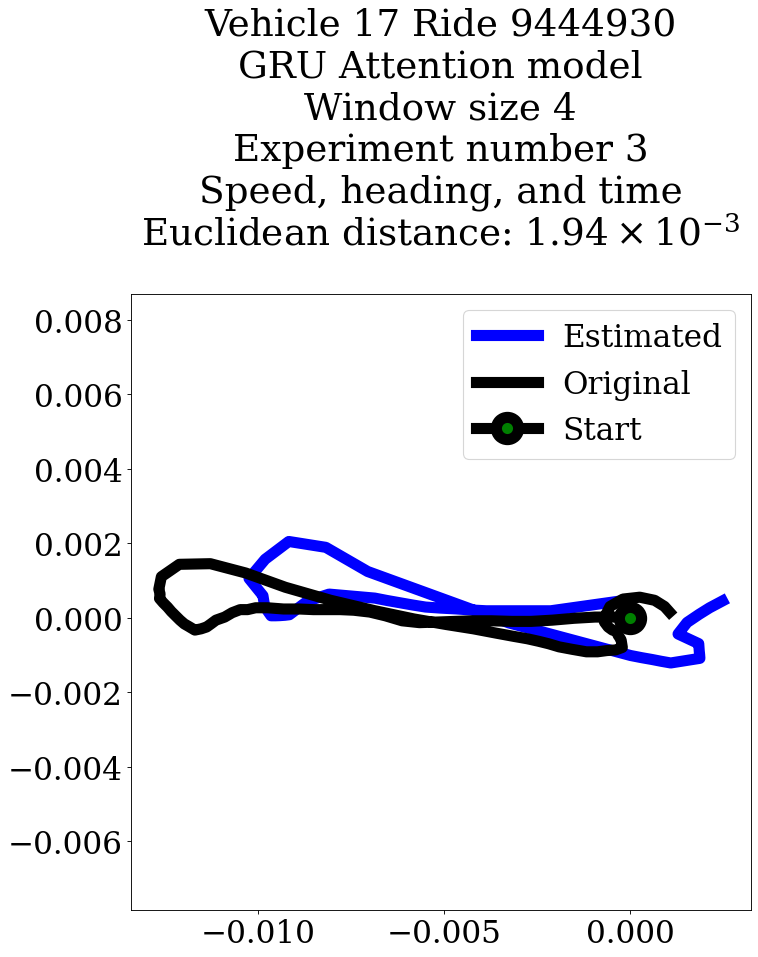 Vehicle 17 Ride 9444930
GRU Attention model
Window size 4
Experiment number 3
Speed, heading, and time
Euclidean distance: 1.94 × 10⁻³
Estimated
Original
Start
0.008
0.006
0.004
0.002
0.000
−0.002
−0.004
−0.006
−0.010
−0.005
0.000